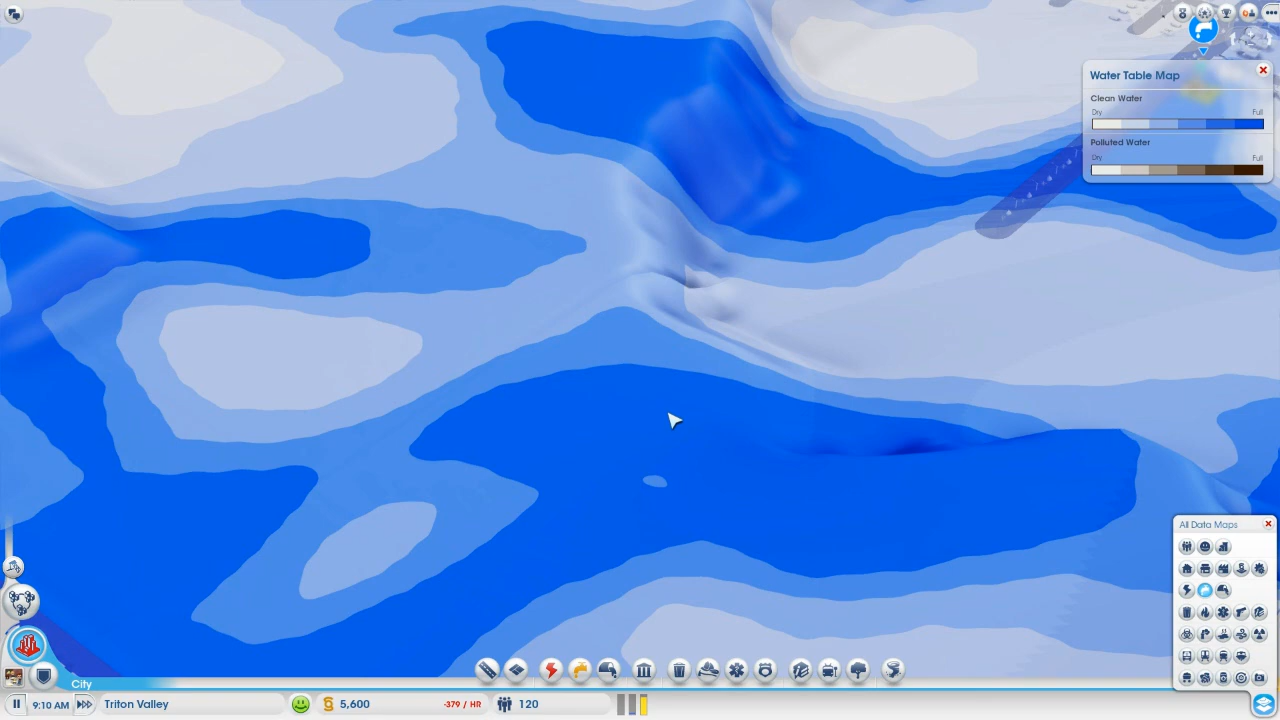 Water Table Map
Clean Water
Dry Full
Polluted Water
Dry Full
All Data Maps
City
9:10 AM Triton Valley 5,600 -379 / HR 120